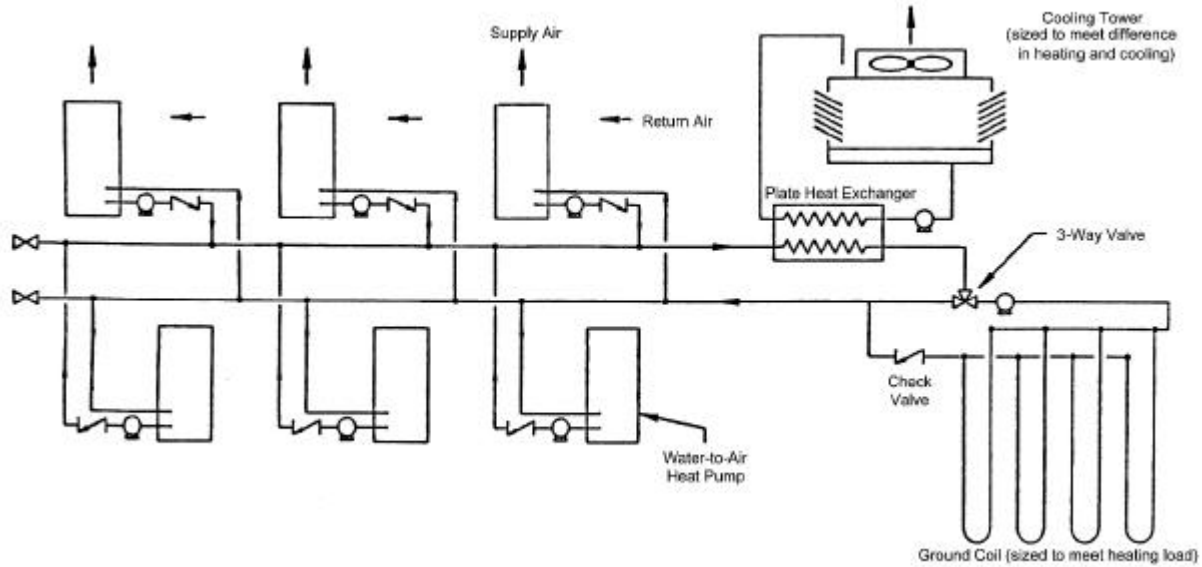 Cooling Tower
(sized to meet difference
in heating and cooling)
Supply Air
Return Air
Plate Heat Exchanger
3-Way Valve
Check
Valve
Water-to-Air
Heat Pump
Ground Coil (sized to meet heating load)